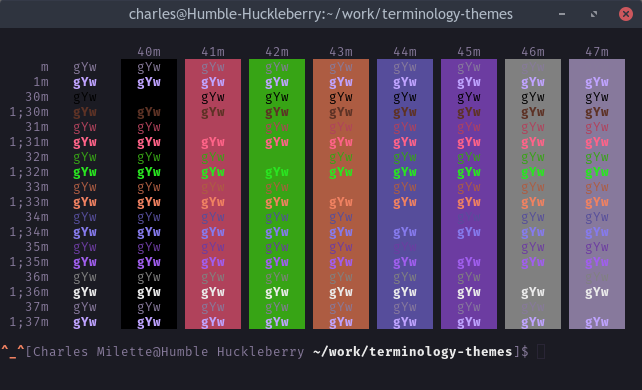 charles@Humble-Huckleberry:~/work/terminology-themes
40m 41m 42m 43m 44m 45m 46m 47m
m gYw gYw gYw gYw gYw gYw gYw gYw
1m gYw gYw gYw gYw gYw gYw gYw gYw gYw
30m gYw gYw gYw gYw gYw gYw gYw gYw
1;30m gYw gYw gYw gYw gYw gYw gYw gYw gYw
31m gYw gYw gYw gYw gYw gYw gYw gYw
1;31m gYw gYw gYw gYw gYw gYw gYw gYw gYw
32m gYw gYw gYw gYw gYw gYw gYw gYw
1;32m gYw gYw gYw gYw gYw gYw gYw gYw gYw
33m gYw gYw gYw gYw gYw gYw gYw gYw
1;33m gYw gYw gYw gYw gYw gYw gYw gYw gYw
34m gYw gYw gYw gYw gYw gYw gYw gYw
1;34m gYw gYw gYw gYw gYw gYw gYw gYw gYw
35m gYw gYw gYw gYw gYw gYw gYw gYw
1;35m gYw gYw gYw gYw gYw gYw gYw gYw gYw
36m gYw gYw gYw gYw gYw gYw gYw gYw
1;36m gYw gYw gYw gYw gYw gYw gYw gYw gYw
37m gYw gYw gYw gYw gYw gYw gYw gYw
1;37m gYw gYw gYw gYw gYw gYw gYw gYw gYw
^_^[Charles Milette@Humble Huckleberry ~/work/terminology-themes]$